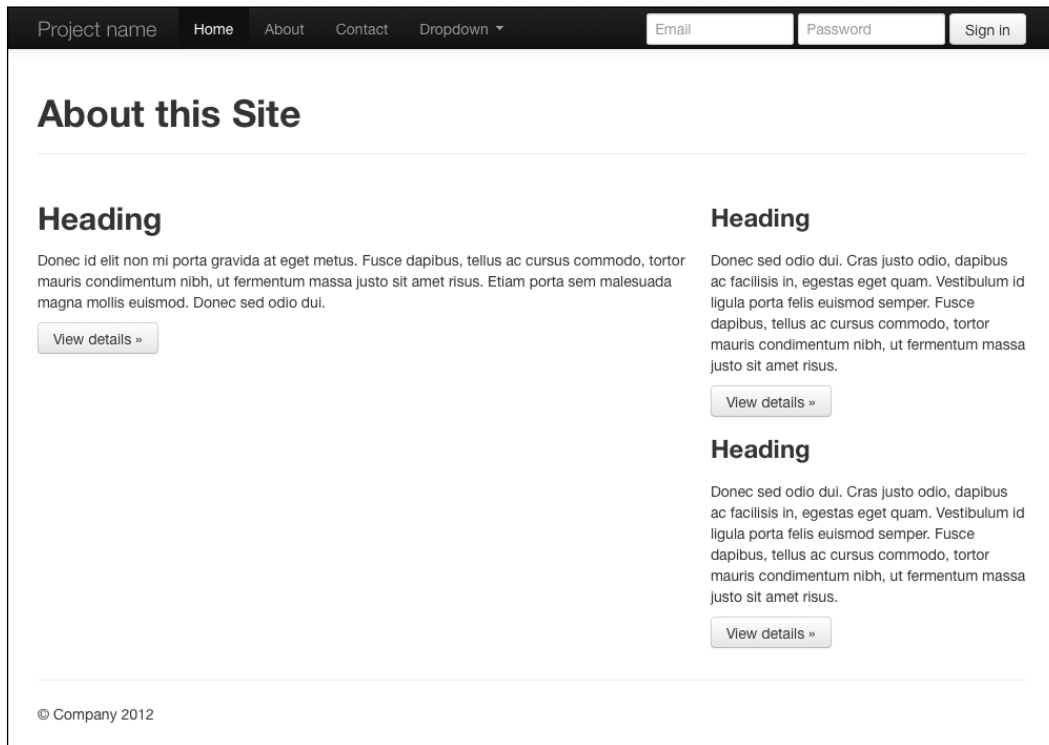 Project name Home About Contact Dropdown Email Password Sign in
About this Site
Heading
Donec id elit non mi porta gravida at eget metus. Fusce dapibus, tellus ac cursus commodo, tortor
mauris condimentum nibh, ut fermentum massa justo sit amet risus. Etiam porta sem malesuada
magna mollis euismod. Donec sed odio dui.
View details »
Heading
Donec sed odio dui. Cras justo odio, dapibus
ac facilisis in, egestas eget quam. Vestibulum id
ligula porta felis euismod semper. Fusce
dapibus, tellus ac cursus commodo, tortor
mauris condimentum nibh, ut fermentum massa
justo sit amet risus.
View details »
Heading
Donec sed odio dui. Cras justo odio, dapibus
ac facilisis in, egestas eget quam. Vestibulum id
ligula porta felis euismod semper. Fusce
dapibus, tellus ac cursus commodo, tortor
mauris condimentum nibh, ut fermentum massa
justo sit amet risus.
View details »
© Company 2012